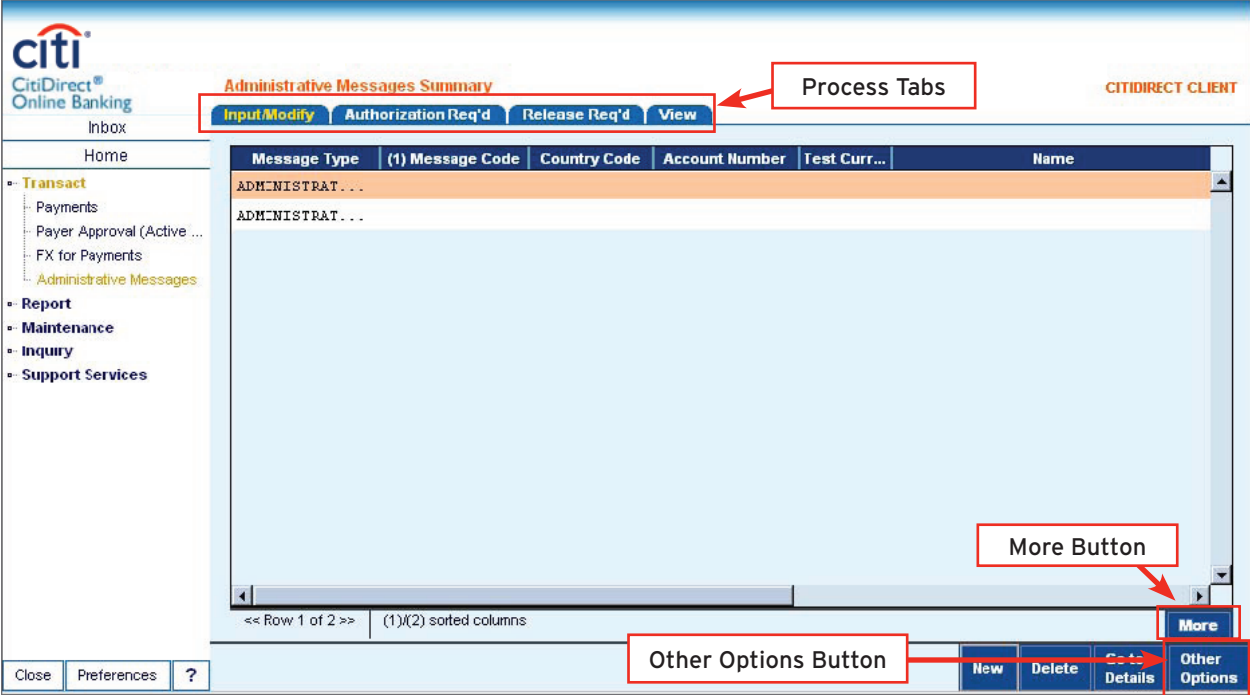 citi
CitiDirect®
Online Banking
Inbox
Home
Transact
Payments
Payer Approval (Active ...
FX for Payments
Administrative Messages
Report
Maintenance
Inquiry
Support Services
Close Preferences ?
Administrative Messages Summary
Process Tabs
CITIDIRECT CLIENT
Input/Modify Authorization Req'd Release Req'd View
Message Type (1) Message Code Country Code Account Number Test Curr... Name
ADMINISTRAT...
ADMINISTRAT...
More Button
<< Row 1 of 2 >> (1)/(2) sorted columns
More
Other Options Button
New Delete Go to Details Other Options